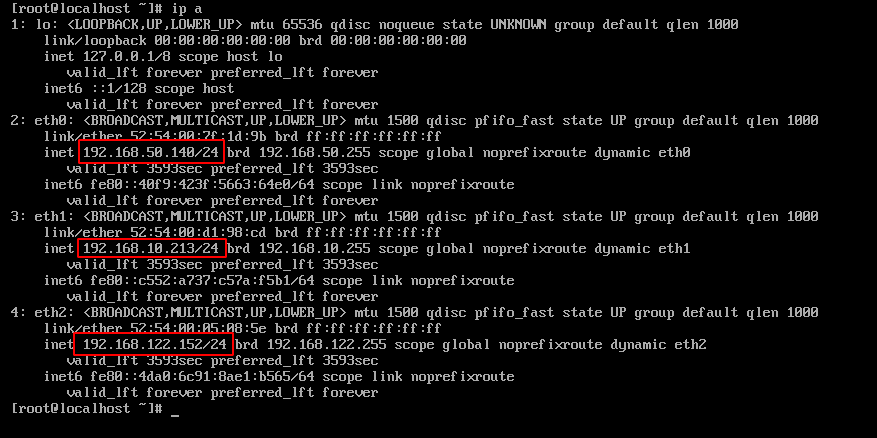 [root@localhost ~]# ip a
1: lo: <LOOPBACK,UP,LOWER_UP> mtu 65536 qdisc noqueue state UNKNOWN group default qlen 1000
link/loopback 00:00:00:00:00:00 brd 00:00:00:00:00:00
inet 127.0.0.1/8 scope host lo
valid_lft forever preferred_lft forever
inet6 ::1/128 scope host
valid_lft forever preferred_lft forever
2: eth0: <BROADCAST,MULTICAST,UP,LOWER_UP> mtu 1500 qdisc pfifo_fast state UP group default qlen 1000
link/ether 52:54:00:7f:1d:9b brd ff:ff:ff:ff:ff:ff
inet 192.168.50.140/24 brd 192.168.50.255 scope global noprefixroute dynamic eth0
valid_lft 3593sec preferred_lft 3593sec
inet6 fe80::40f9:423f:5663:64e0/64 scope link noprefixroute
valid_lft forever preferred_lft forever
3: eth1: <BROADCAST,MULTICAST,UP,LOWER_UP> mtu 1500 qdisc pfifo_fast state UP group default qlen 1000
link/ether 52:54:00:d1:98:cd brd ff:ff:ff:ff:ff:ff
inet 192.168.10.213/24 brd 192.168.10.255 scope global noprefixroute dynamic eth1
valid_lft 3593sec preferred_lft 3593sec
inet6 fe80::c552:a737:c57a:f5b1/64 scope link noprefixroute
valid_lft forever preferred_lft forever
4: eth2: <BROADCAST,MULTICAST,UP,LOWER_UP> mtu 1500 qdisc pfifo_fast state UP group default qlen 1000
link/ether 52:54:00:05:08:5e brd ff:ff:ff:ff:ff:ff
inet 192.168.122.152/24 brd 192.168.122.255 scope global noprefixroute dynamic eth2
valid_lft 3593sec preferred_lft 3593sec
inet6 fe80::4da0:6c91:8ae1:b565/64 scope link noprefixroute
valid_lft forever preferred_lft forever
[root@localhost ~]# _